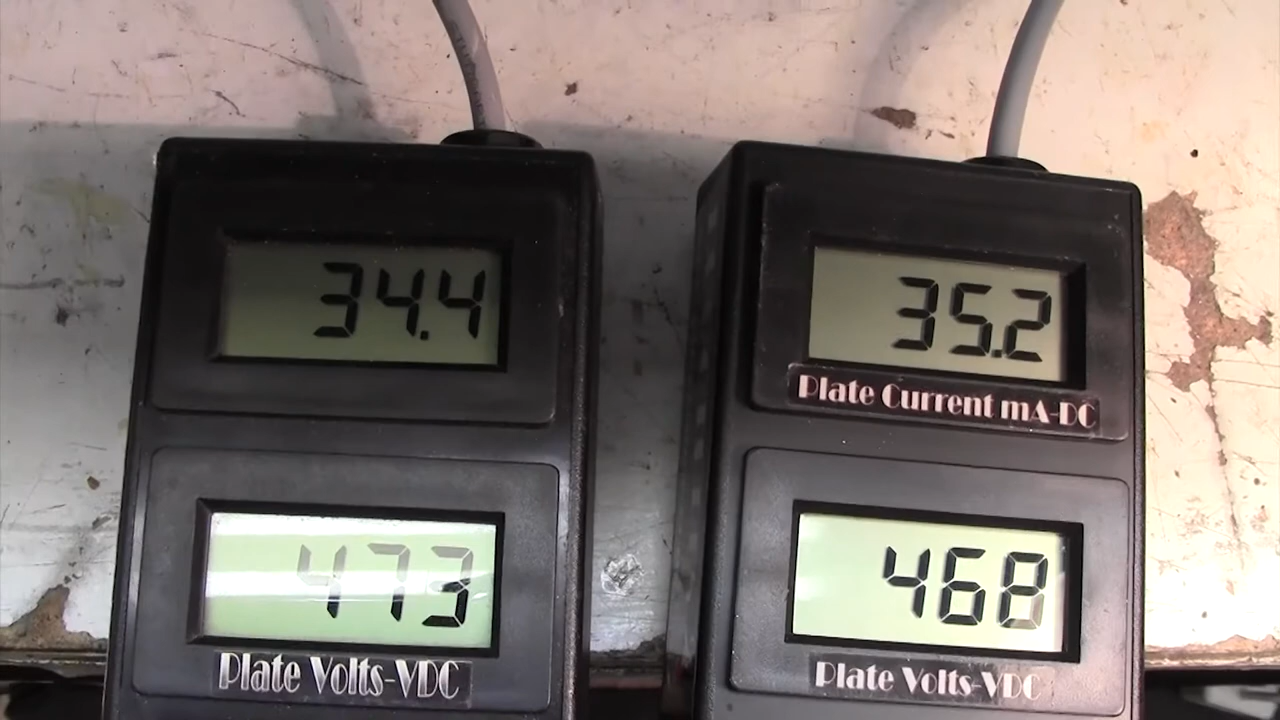 34.4
473
Plate Volts-VDC
35.2
Plate Current mA-DC
468
Plate Volts-VDC